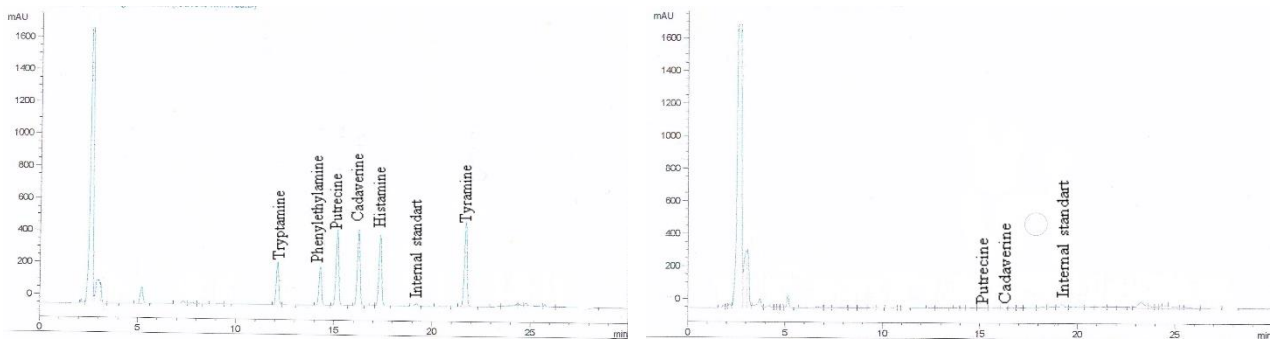 mAU
1600
1400
1200
1000
800
600
400
200
0
Tryptamine
Phenylethylamine
Putrecine
Cadaverine
Histamine
Internal standart
Tyramine
0 5 10 15 20 25 min
mAU
1600
1400
1200
1000
800
600
400
200
0
Putrecine
Cadaverine
Internal standart
0 5 10 15 20 25 min